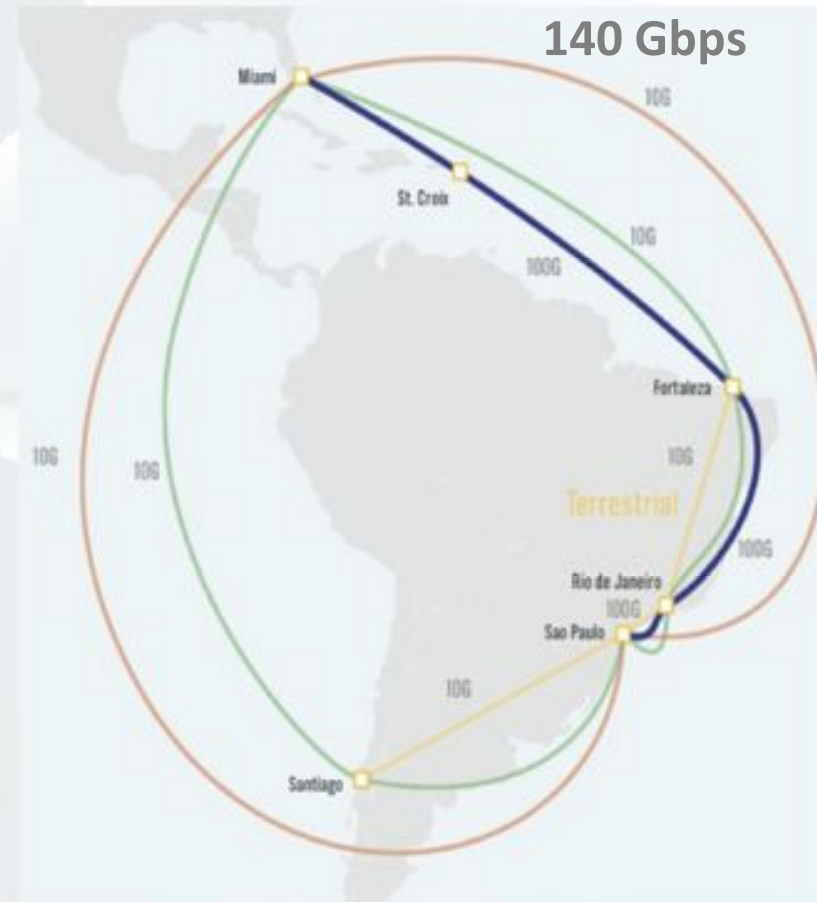 140 Gbps
Miami
10G
St. Croix
10G
100G
Fortaleza
10G
10G
10G
Terrestrial
100G
Rio de Janeiro
100G
Sao Paulo
10G
Santiago